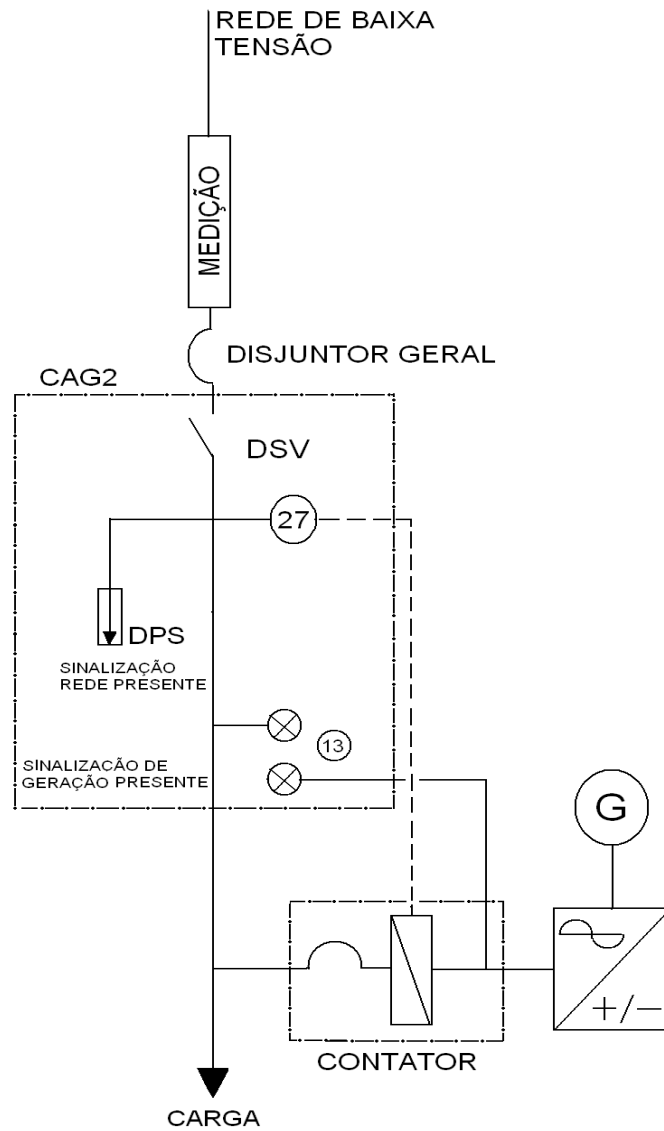 REDE DE BAIXA
TENSÃO
MEDIÇÃO
DISJUNTOR GERAL
CAG2
DSV
27
DPS
SINALIZAÇÃO
REDE PRESENTE
13
SINALIZACÃO DE
GERAÇÃO PRESENTE
G
+/-
CONTATOR
CARGA